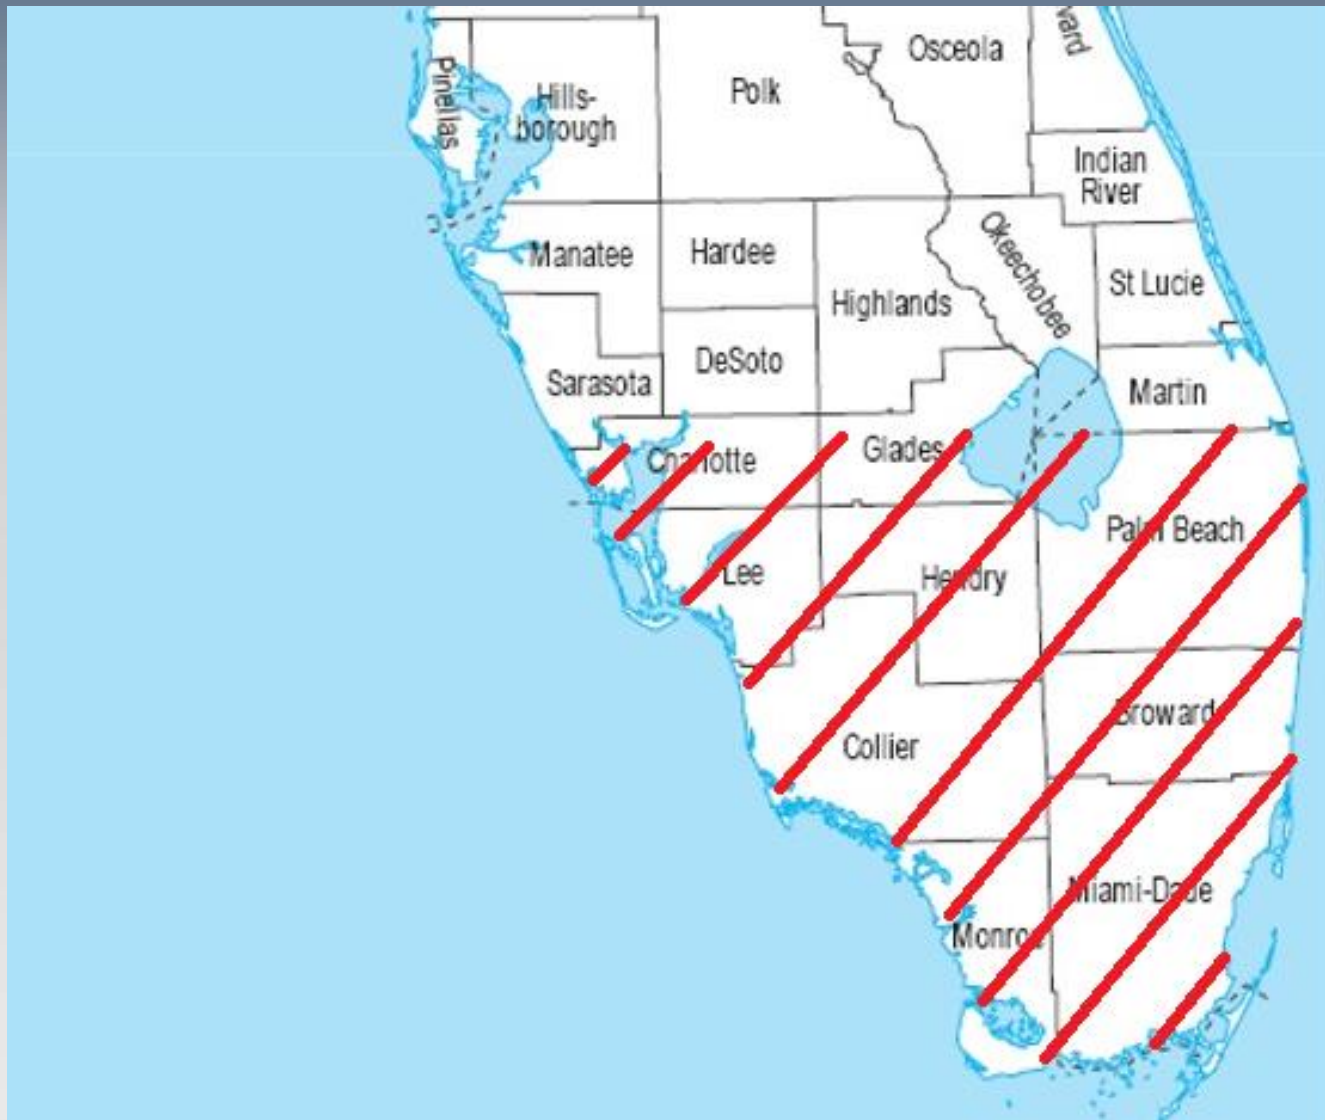 vard
Osceola
Pinellas
Hills-
borough
Polk
Indian
River
Manatee
Hardee
Highlands
Okeechobee
St Lucie
Sarasota
DeSoto
Martin
Charlotte
Glades
Palm Beach
Lee
Hendry
Broward
Collier
Miami-Dade
Monroe